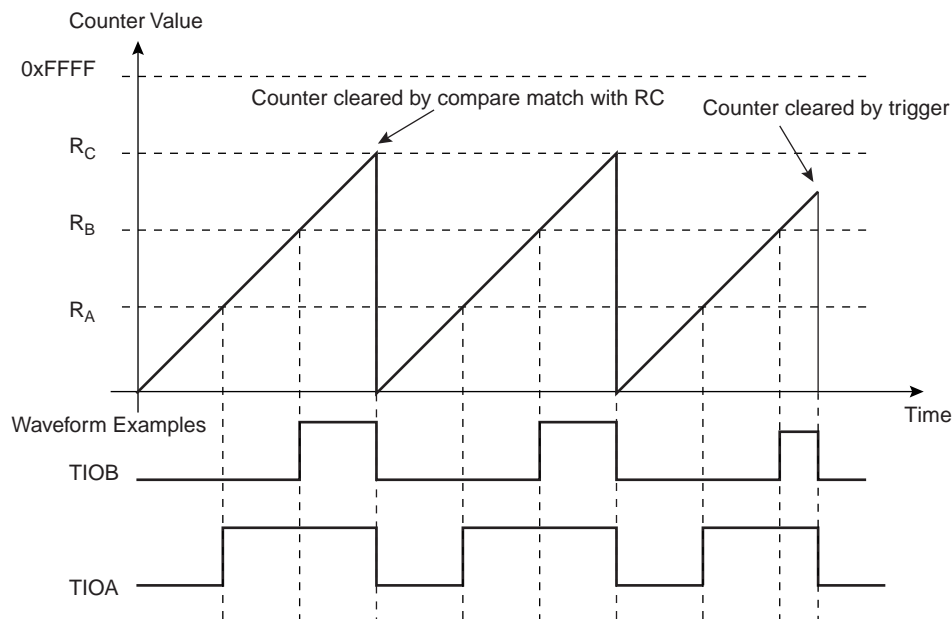 Counter Value
0xFFFF
Counter cleared by compare match with RC
Counter cleared by trigger
RC
RB
RA
Time
Waveform Examples
TIOB
TIOA